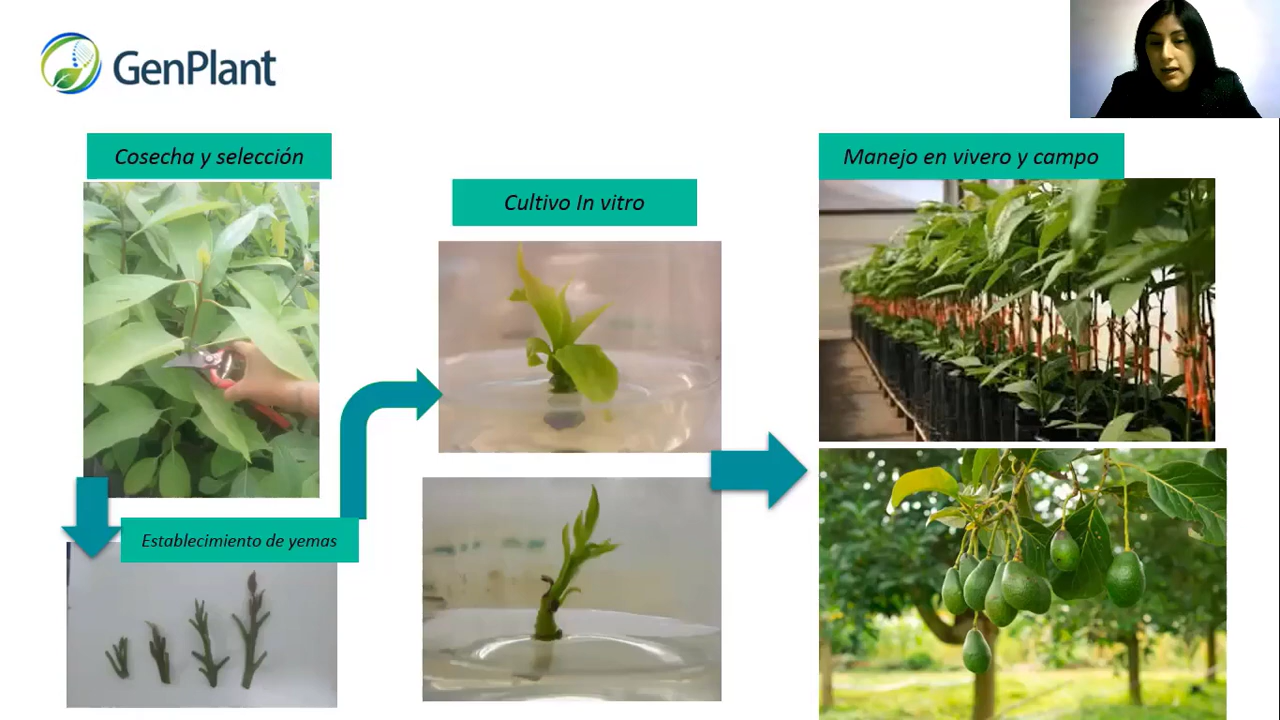 GenPlant
Cosecha y selección
Cultivo In vitro
Manejo en vivero y campo
Establecimiento de yemas